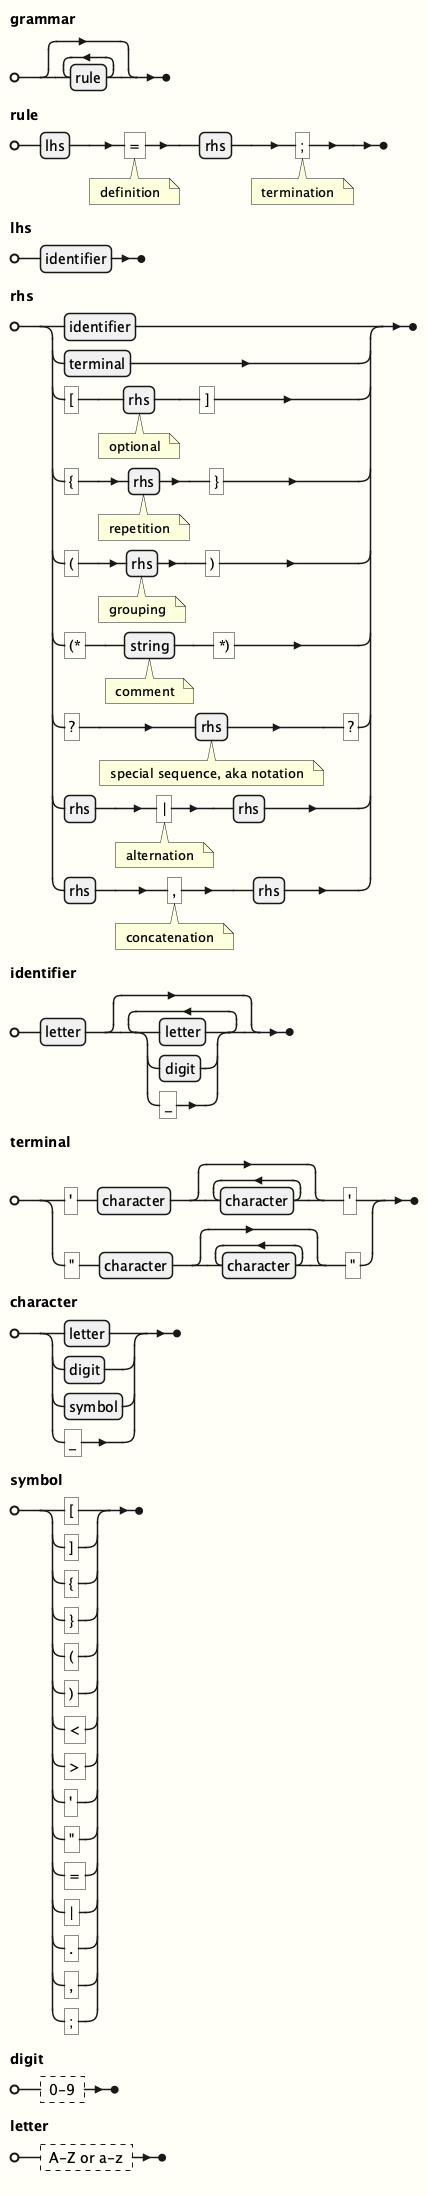 grammar
rule
rule
lhs = rhs ;
definition termination
lhs
identifier
rhs
identifier
terminal
[ rhs ]
optional
{ rhs }
repetition
( rhs )
grouping
(* string *)
comment
? rhs ?
special sequence, aka notation
rhs | rhs
alternation
rhs , rhs
concatenation
identifier
letter letter
digit
_
terminal
' character character '
" character character "
character
letter
digit
symbol
_
symbol
[
]
{
}
(
)
<
>
'
"
=
|
.
,
;
digit
0-9
letter
A-Z or a-z